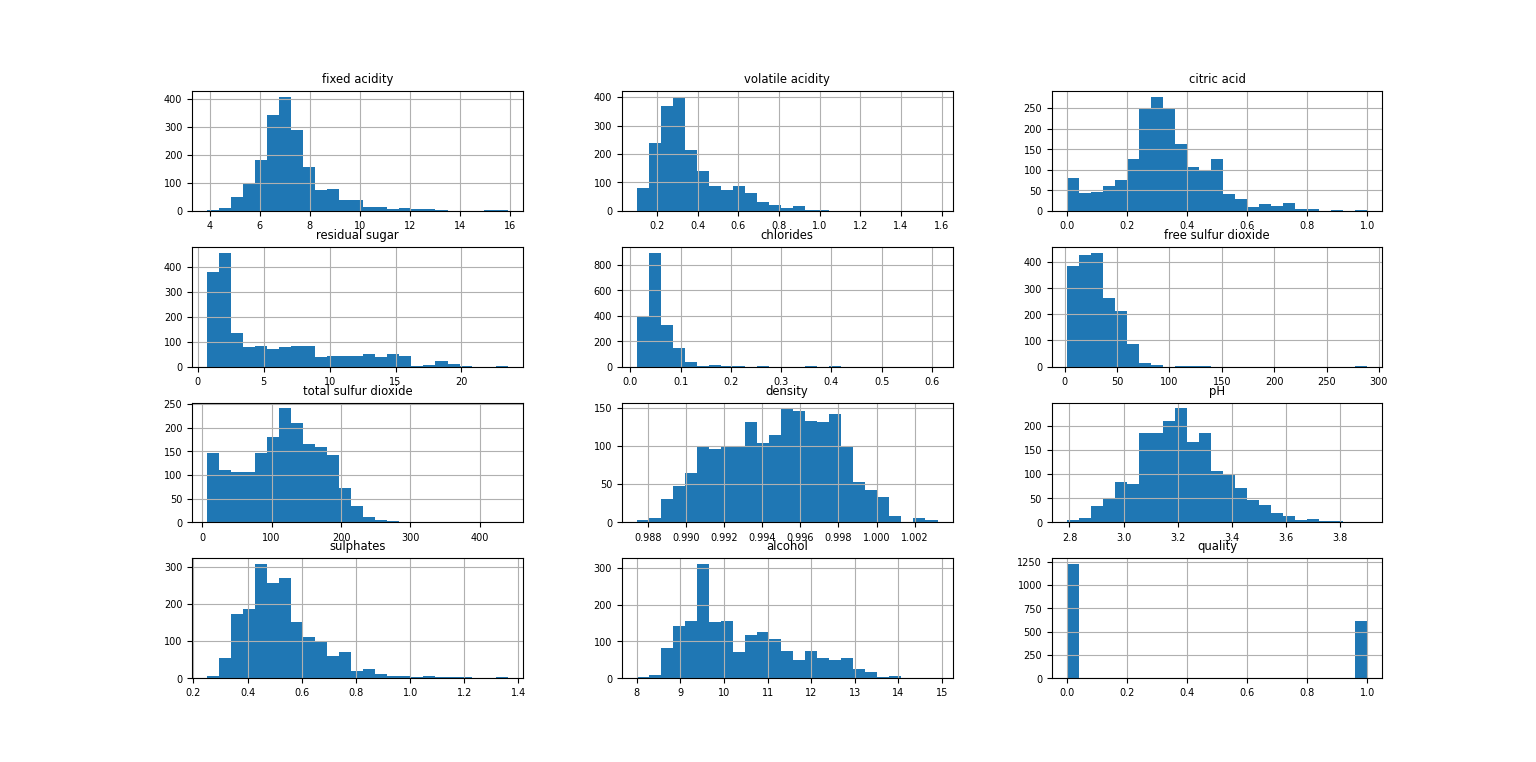 fixed acidity
400
300
200
100
0
4 6 8 10 12 14 16
volatile acidity
400
300
200
100
0
0.2 0.4 0.6 0.8 1.0 1.2 1.4 1.6
citric acid
250
200
150
100
50
0
0.0 0.2 0.4 0.6 0.8 1.0
residual sugar
400
300
200
100
0
0 5 10 15 20
chlorides
800
600
400
200
0
0.0 0.1 0.2 0.3 0.4 0.5 0.6
free sulfur dioxide
400
300
200
100
0
0 50 100 150 200 250 300
total sulfur dioxide
250
200
150
100
50
0
0 100 200 300 400
density
150
100
50
0
0.988 0.990 0.992 0.994 0.996 0.998 1.000 1.002
pH
200
150
100
50
0
2.8 3.0 3.2 3.4 3.6 3.8
sulphates
300
200
100
0
0.2 0.4 0.6 0.8 1.0 1.2 1.4
alcohol
300
200
100
0
8 9 10 11 12 13 14 15
quality
1250
1000
750
500
250
0
0.0 0.2 0.4 0.6 0.8 1.0